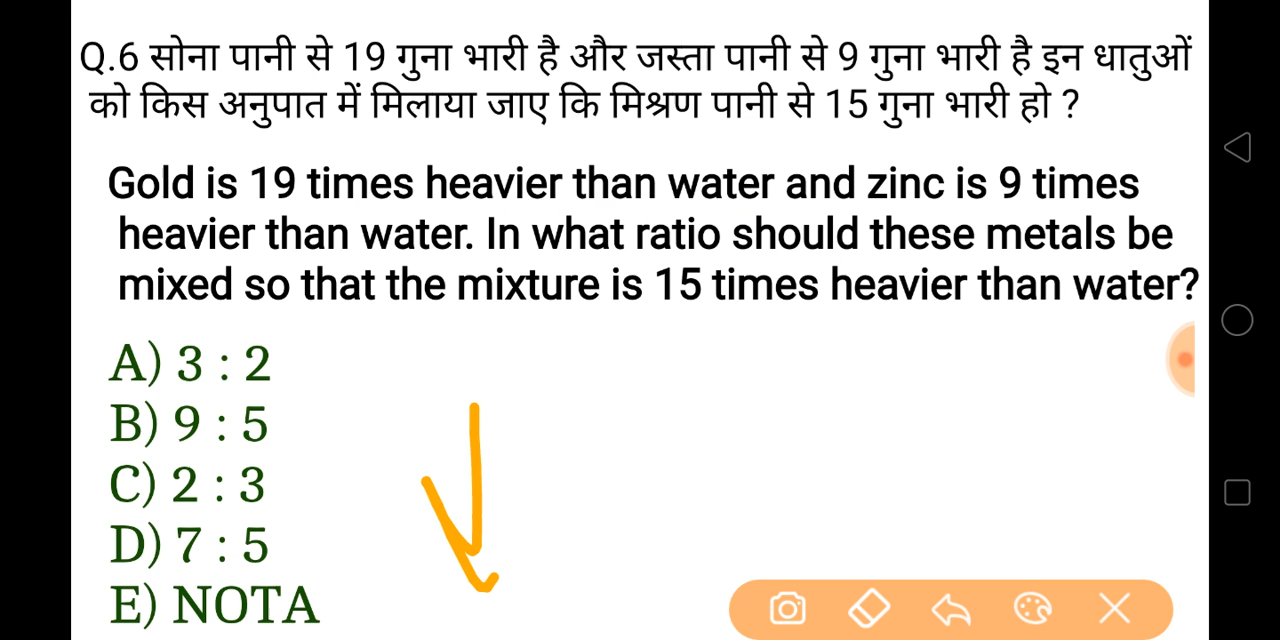 Q.6 सोना पानी से 19 गुना भारी है और जस्ता पानी से 9 गुना भारी है इन धातुओं
को किस अनुपात में मिलाया जाए कि मिश्रण पानी से 15 गुना भारी हो ?
Gold is 19 times heavier than water and zinc is 9 times
heavier than water. In what ratio should these metals be
mixed so that the mixture is 15 times heavier than water?
A) 3 : 2
B) 9 : 5
C) 2 : 3
D) 7 : 5
E) NOTA